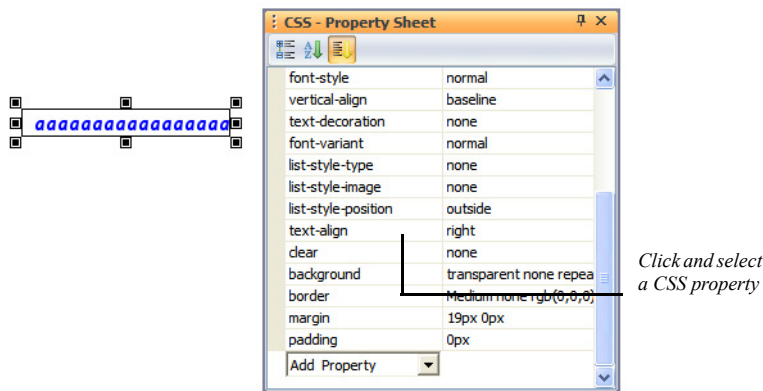 CSS - Property Sheet
font-style normal
vertical-align baseline
text-decoration none
font-variant normal
list-style-type none
list-style-image none
list-style-position outside
text-align right
clear none
background transparent none repea
border Medium none rgb(0,0,0)
margin 19px 0px
padding 0px
Add Property
aaaaaaaaaaaaaaaaa
Click and select
a CSS property